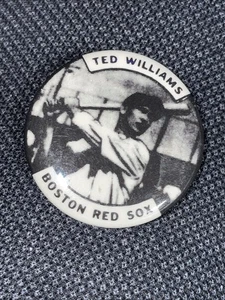 TED WILLIAMS
BOSTON RED SOX